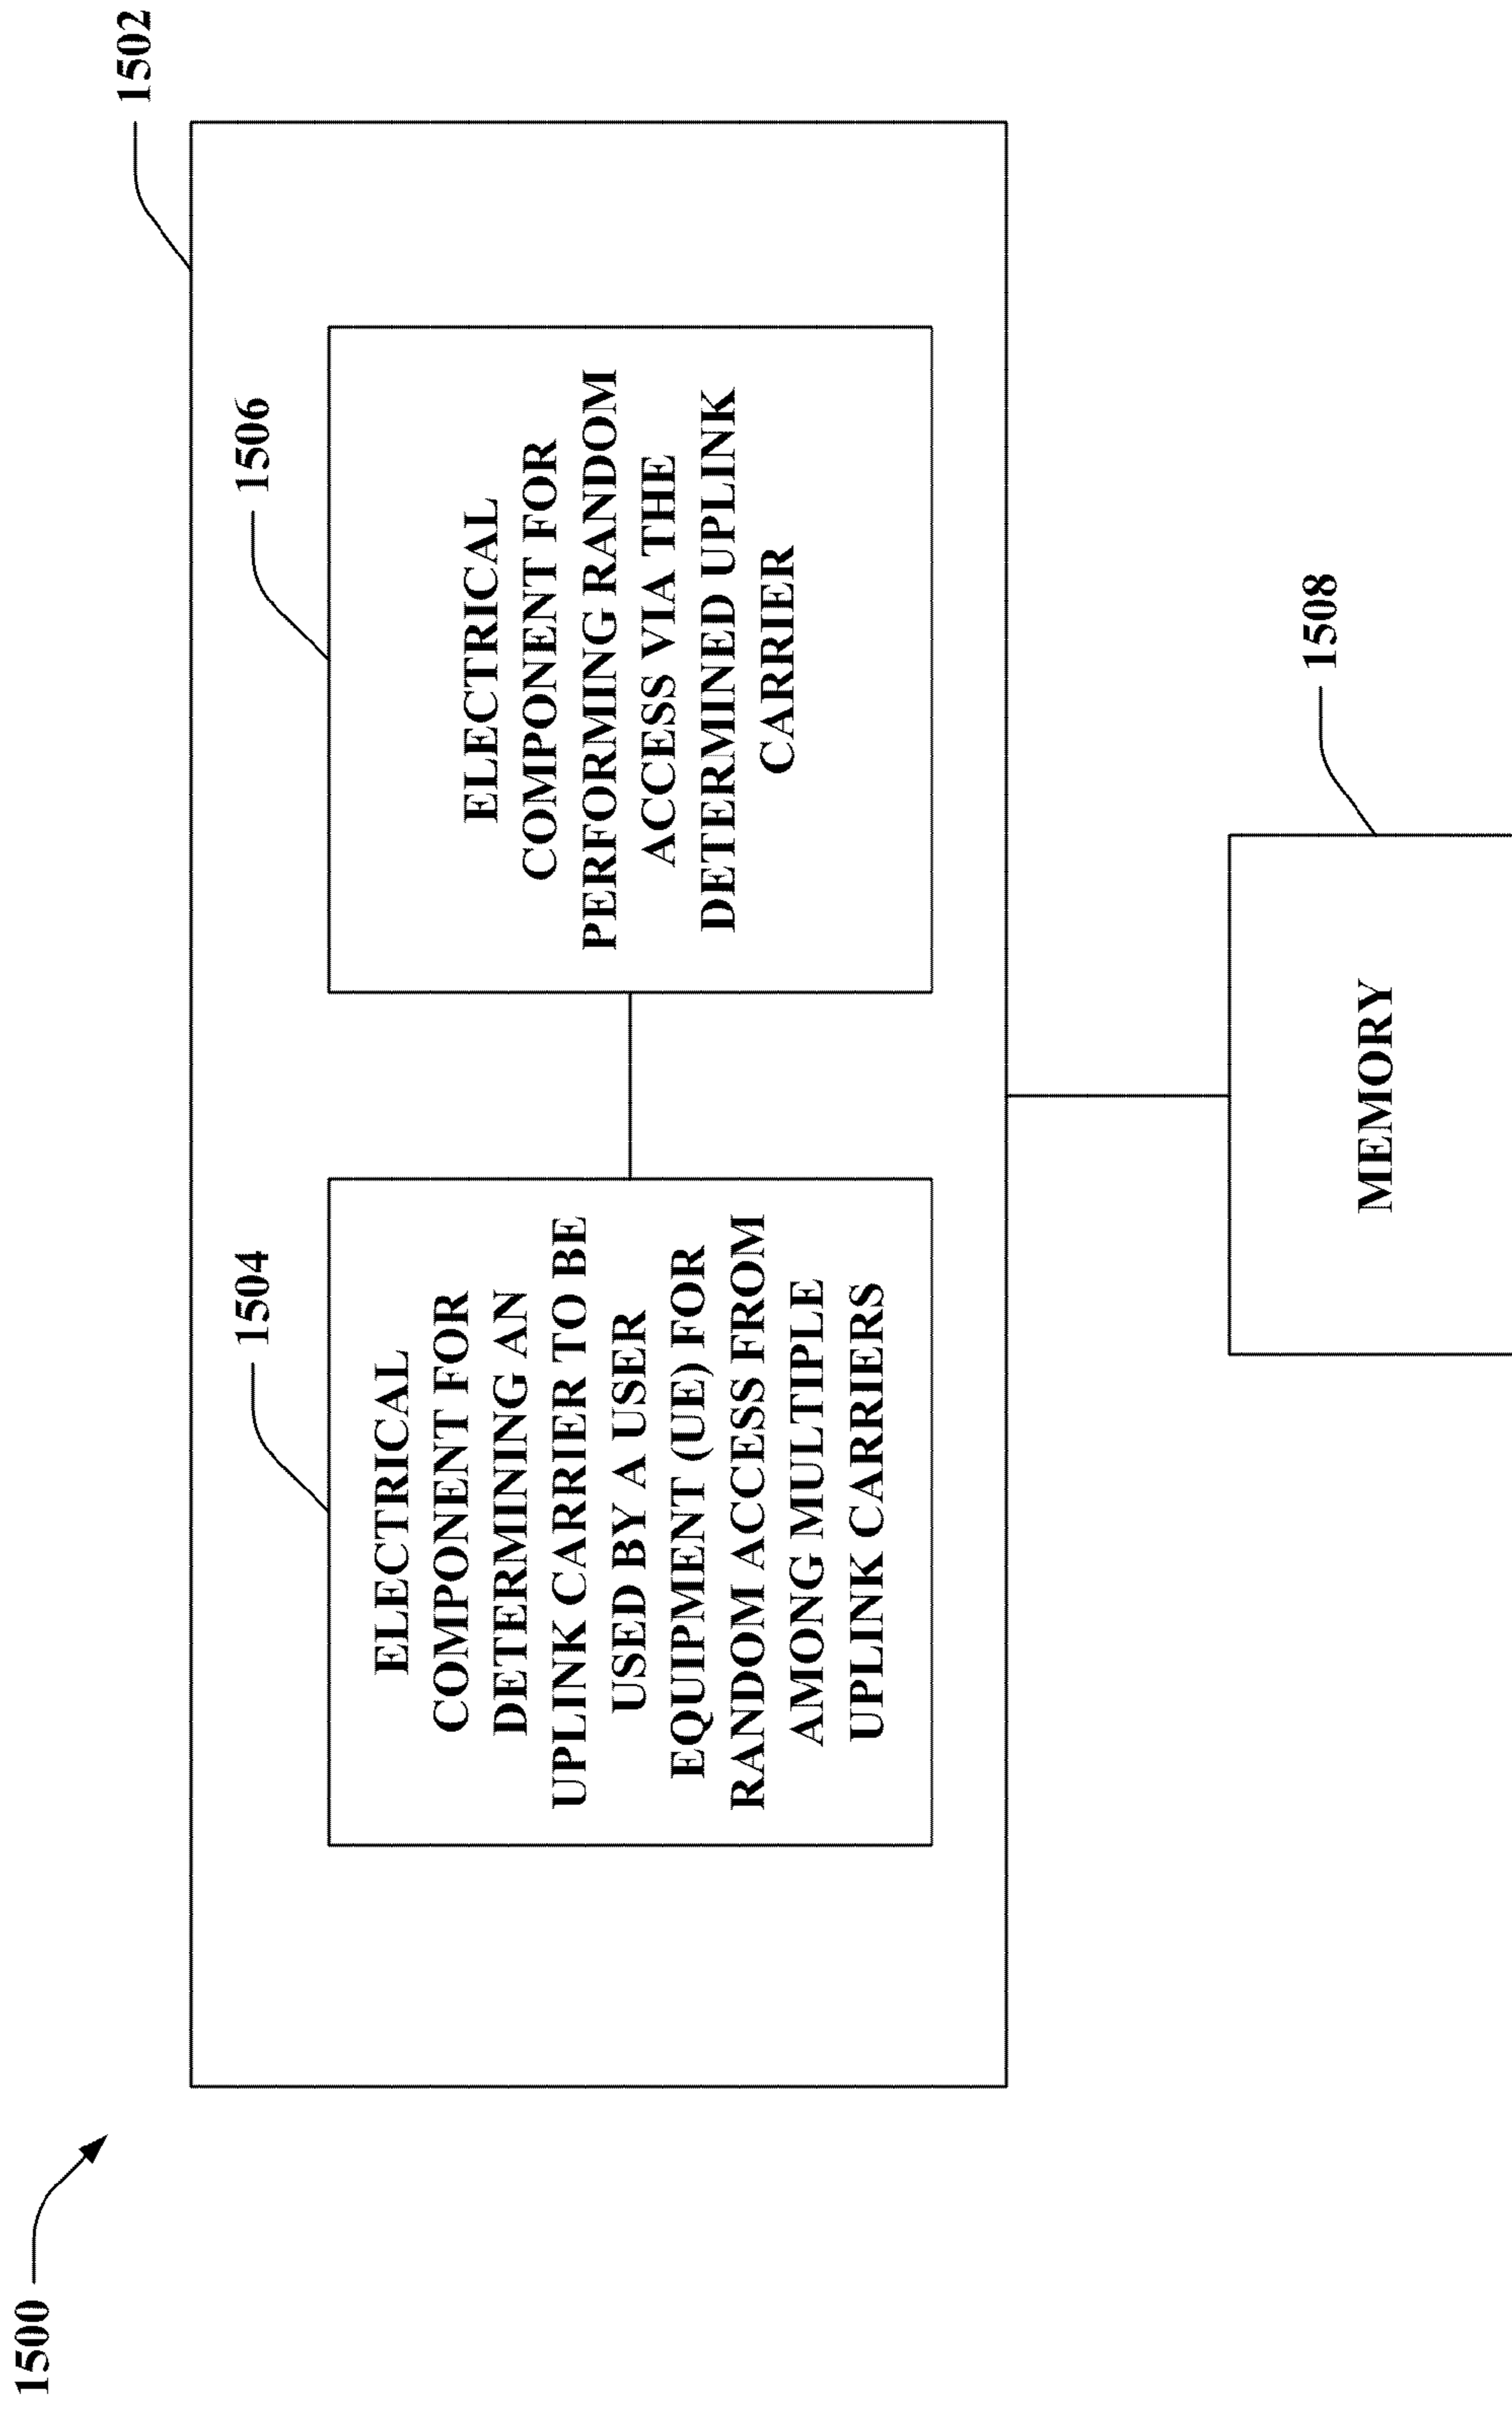 1500
1502
1504
ELECTRICAL
COMPONENT FOR
DETERMINING AN
UPLINK CARRIER TO BE
USED BY A USER
EQUIPMENT (UE) FOR
RANDOM ACCESS FROM
AMONG MULTIPLE
UPLINK CARRIERS
1506
ELECTRICAL
COMPONENT FOR
PERFORMING RANDOM
ACCESS VIA THE
DETERMINED UPLINK
CARRIER
1508
MEMORY